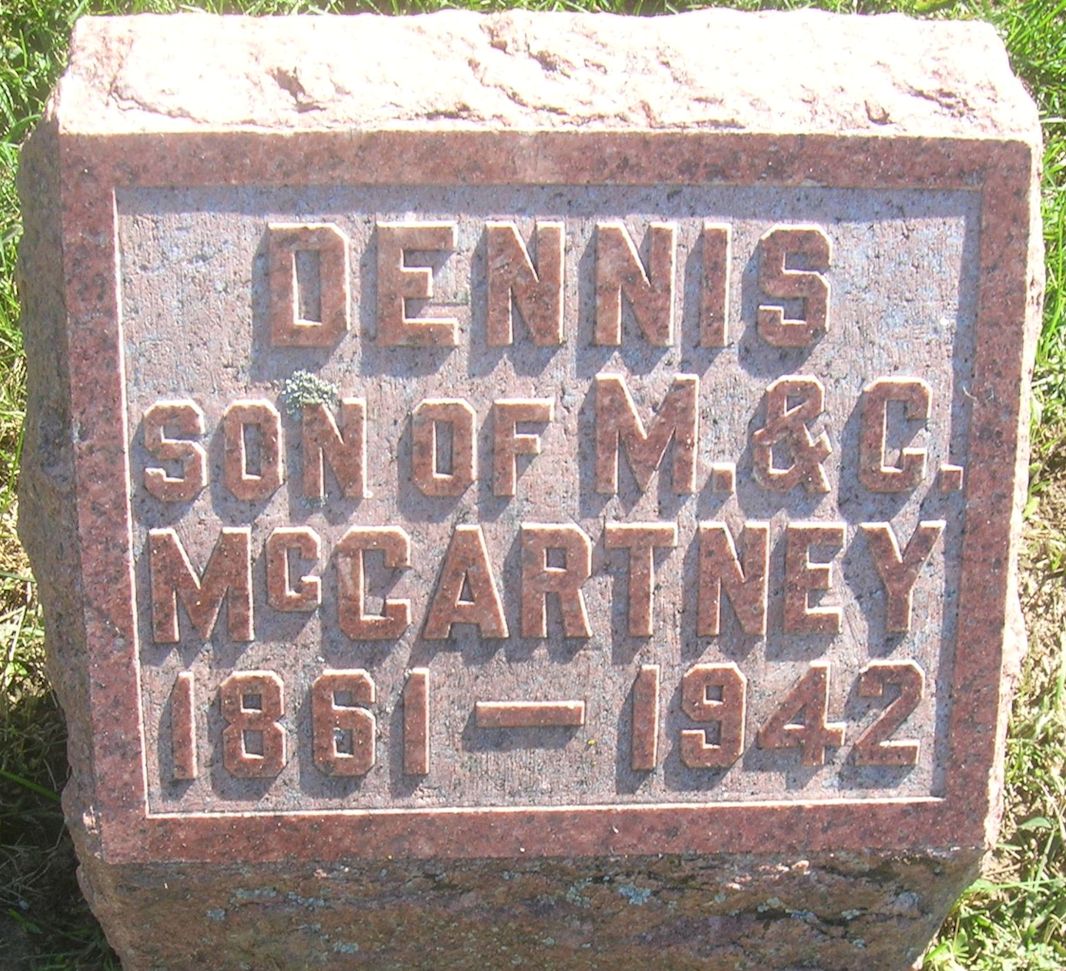 DENNIS
SON OF M. & C.
McCARTNEY
1861 — 1942